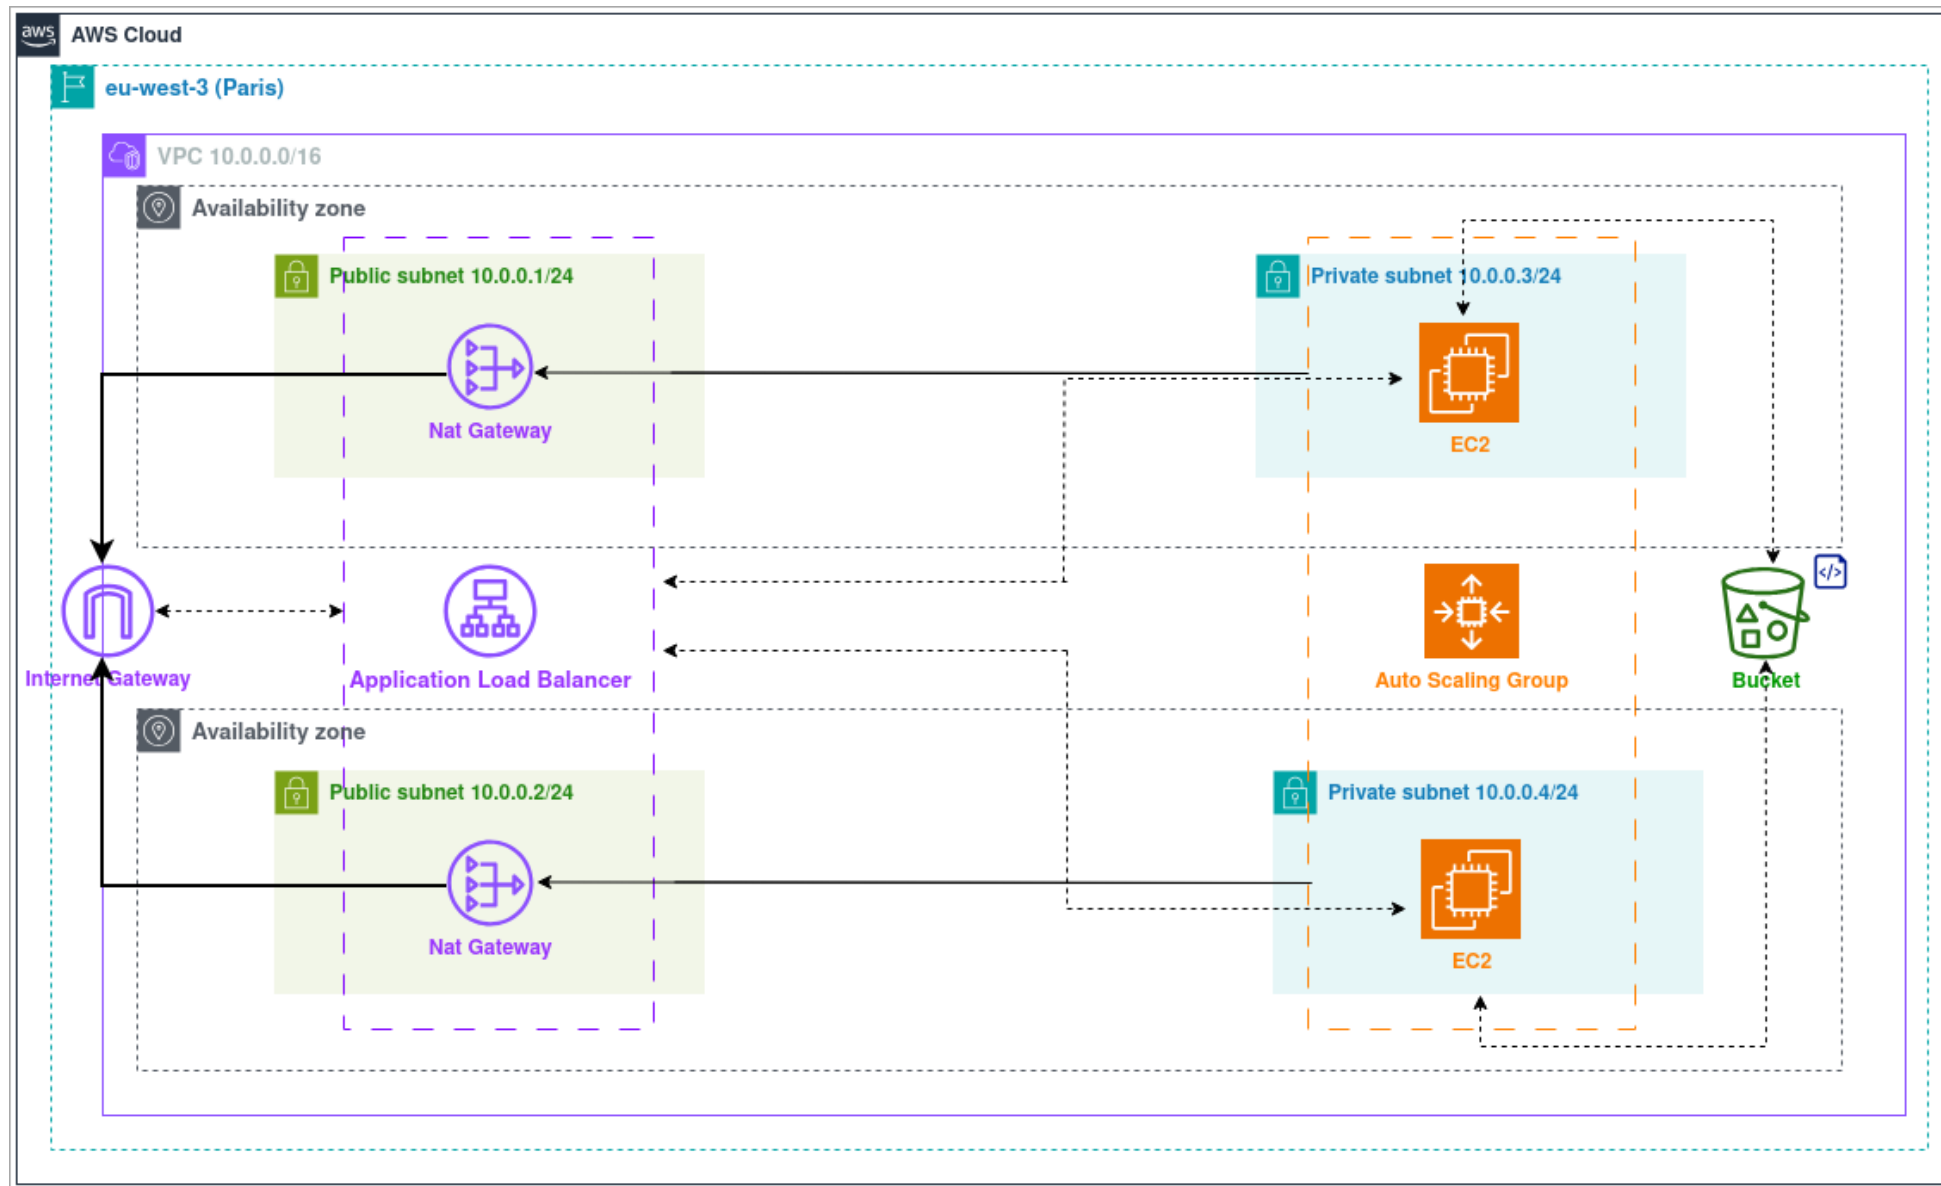 aws
AWS Cloud
eu-west-3 (Paris)
VPC 10.0.0.0/16
Availability zone
Public subnet 10.0.0.1/24
Private subnet 10.0.0.3/24
Nat Gateway
EC2
</>
Internet Gateway
Application Load Balancer
Auto Scaling Group
Bucket
Availability zone
Public subnet 10.0.0.2/24
Private subnet 10.0.0.4/24
Nat Gateway
EC2